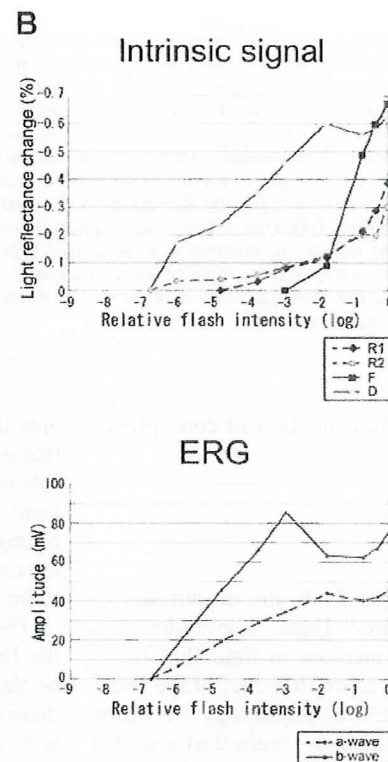 B
Intrinsic signal
Light reflectance change (%)
-0.7
-0.6
-0.5
-0.4
-0.3
-0.2
-0.1
0
-9 -8 -7 -6 -5 -4 -3 -2 -1 0
Relative flash intensity (log)
R1
R2
F
D
ERG
Amplitude (mV)
100
80
60
40
20
0
-9 -8 -7 -6 -5 -4 -3 -2 -1 0
Relative flash intensity (log)
a-wave
b-wave